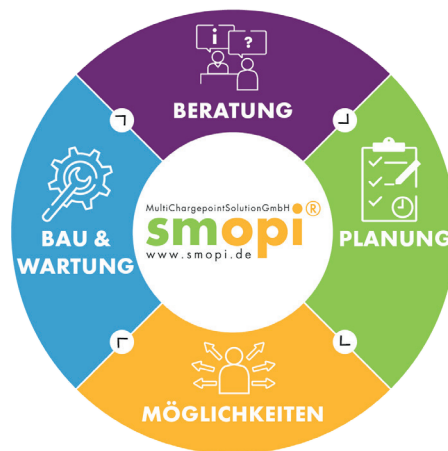 i ?
BERATUNG
MultiChargepointSolutionGmbH
smopi®
www.smopi.de
BAU &
WARTUNG
PLANUNG
MÖGLICHKEITEN